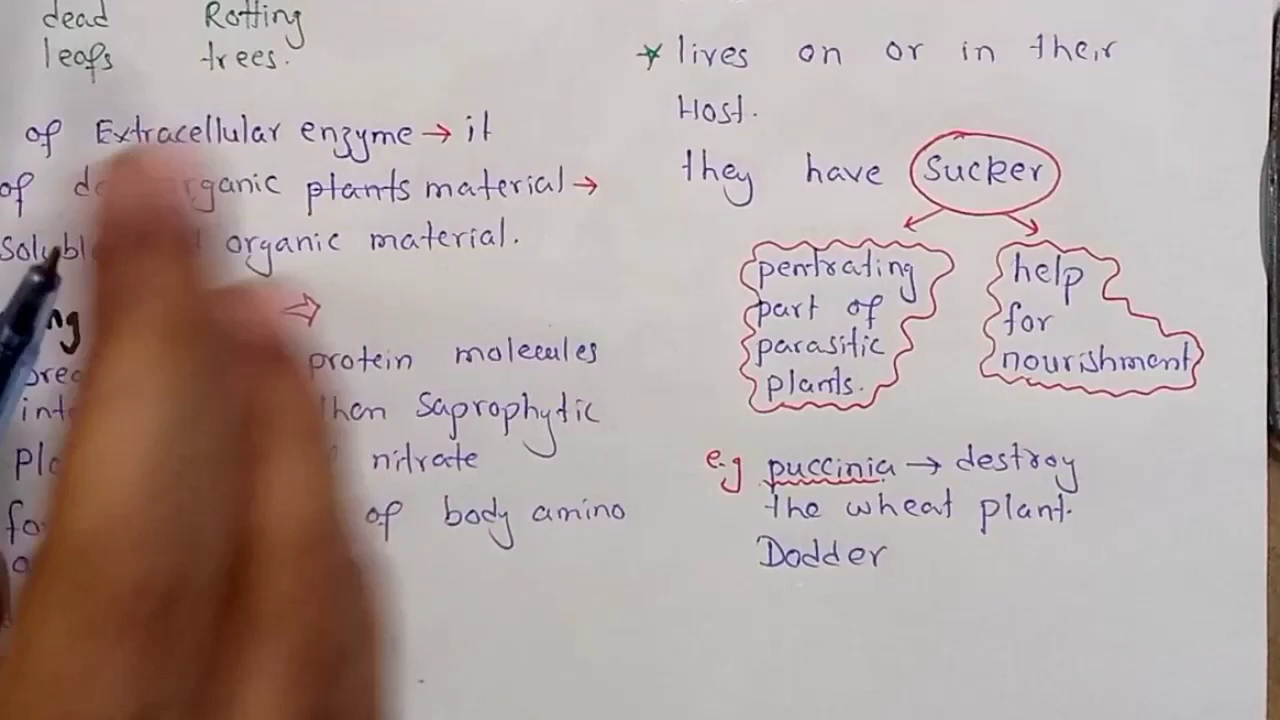 dead Rotting
leafs trees.
of Extracellular enzyme → it
of organic plants material →
organic material.
⇒
protein molecules
then Saprophytic
nitrate
of body amino
* lives on or in their
Host.
they have Sucker
pentrating
part of
parasitic
plants.
help
for
nourishment
e.g puccinia → destroy
the wheat plant.
Dodder